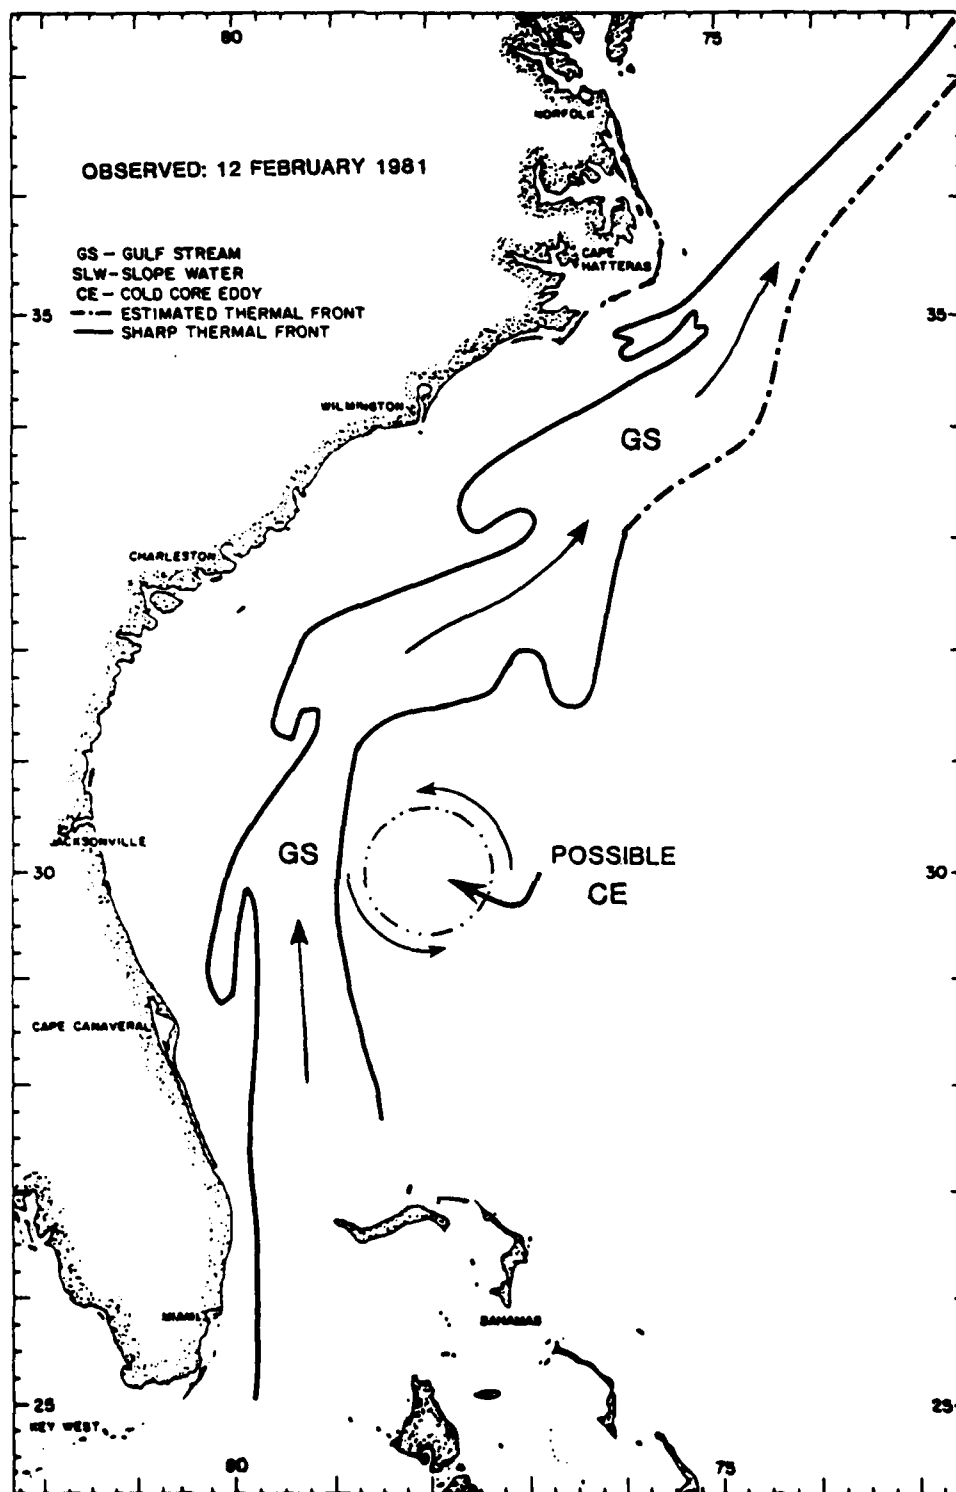 80 75
NORFOLK
OBSERVED: 12 FEBRUARY 1981
GS - GULF STREAM
SLW - SLOPE WATER
CE - COLD CORE EDDY
ESTIMATED THERMAL FRONT
SHARP THERMAL FRONT
CAPE
HATTERAS
35 35
WILMINGTON
GS
CHARLESTON
JACKSONVILLE
GS
POSSIBLE
CE
30 30
CAPE CANAVERAL
MIAMI
BAHAMAS
25 25
KEY WEST
80 75